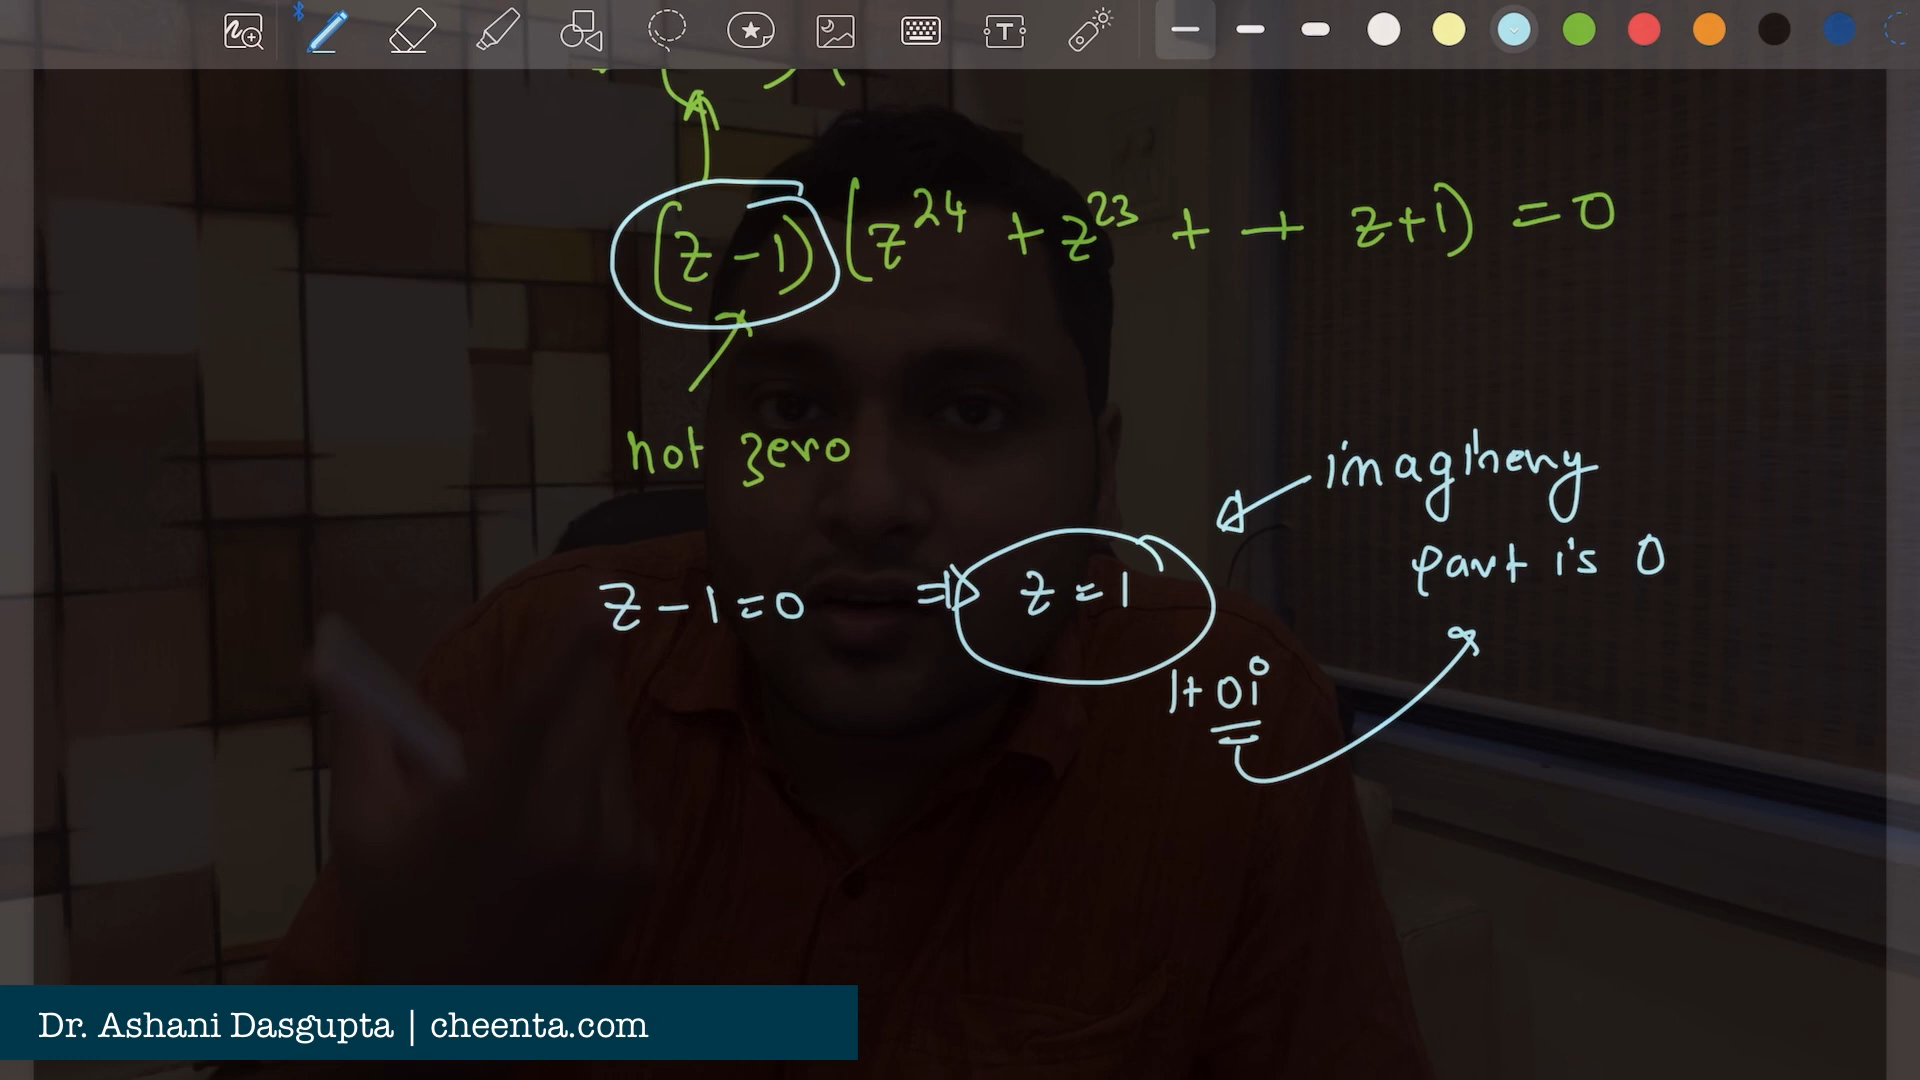 (z-1)(z^24 + z^23 + + z+1) = 0
not zero
imagineny
part is 0
z-1=0 ⇒ z=1
1+0i
Dr. Ashani Dasgupta | cheenta.com